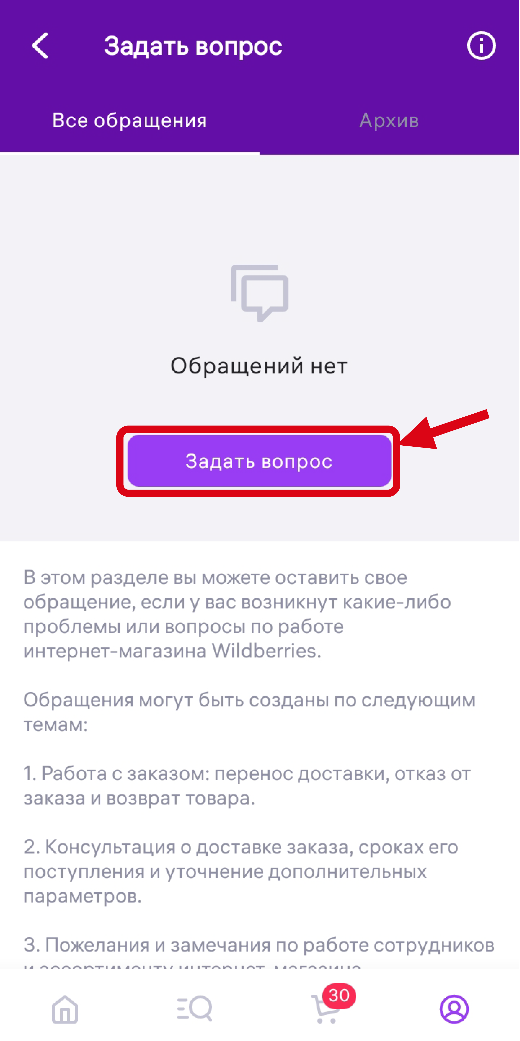 Задать вопрос
Все обращения
Архив
Обращений нет
Задать вопрос
В этом разделе вы можете оставить свое
обращение, если у вас возникнут какие-либо
проблемы или вопросы по работе
интернет-магазина Wildberries.
Обращения могут быть созданы по следующим
темам:
1. Работа с заказом: перенос доставки, отказ от
заказа и возврат товара.
2. Консультация о доставке заказа, сроках его
поступления и уточнение дополнительных
параметров.
3. Пожелания и замечания по работе сотрудников
и ассортименту интернет-магазина
30